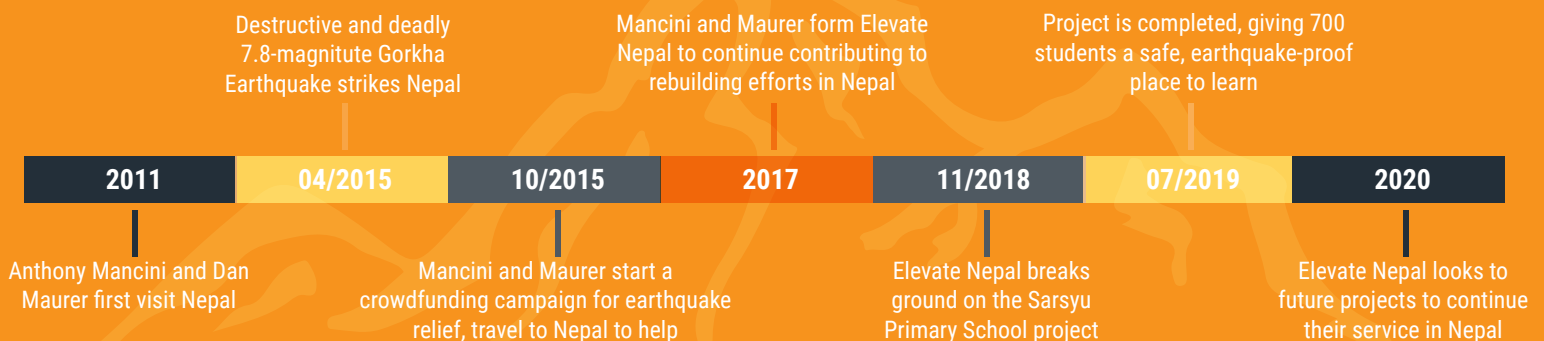 Destructive and deadly
7.8-magnitute Gorkha
Earthquake strikes Nepal
Mancini and Maurer form Elevate
Nepal to continue contributing to
rebuilding efforts in Nepal
Project is completed, giving 700
students a safe, earthquake-proof
place to learn
2011
04/2015
10/2015
2017
11/2018
07/2019
2020
Anthony Mancini and Dan
Maurer first visit Nepal
Mancini and Maurer start a
crowdfunding campaign for earthquake
relief, travel to Nepal to help
Elevate Nepal breaks
ground on the Sarsyu
Primary School project
Elevate Nepal looks to
future projects to continue
their service in Nepal